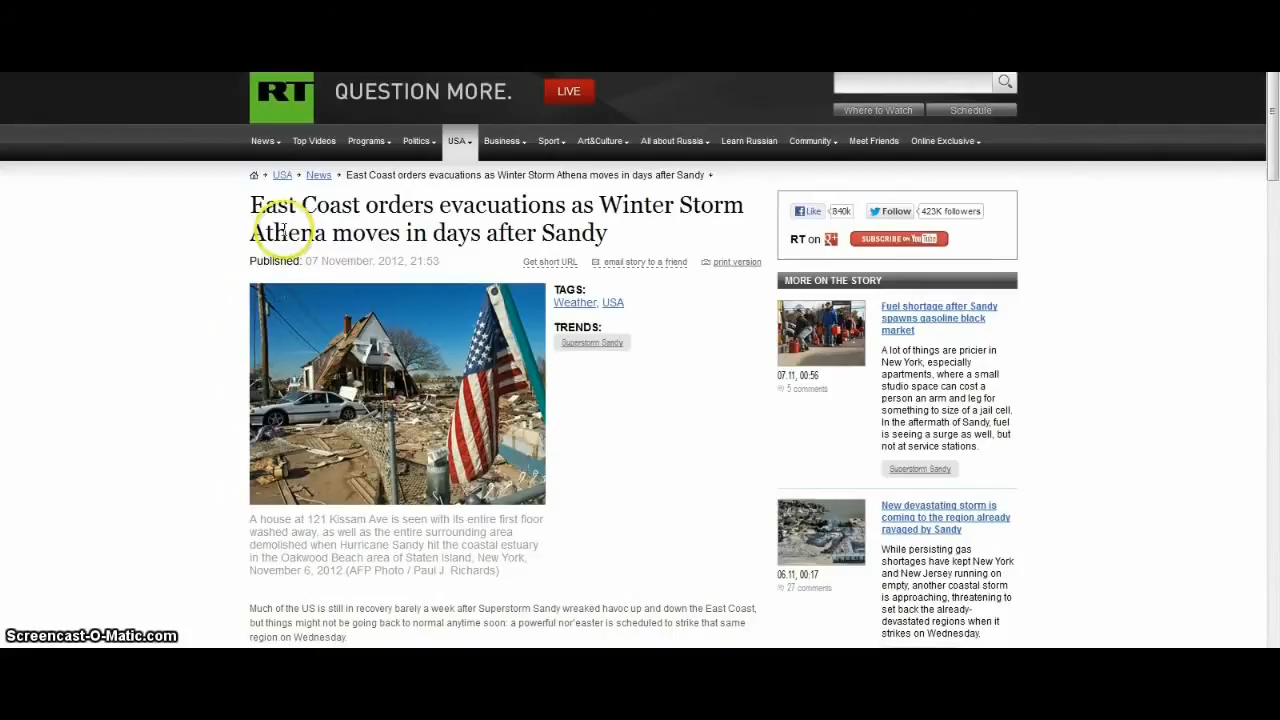 RT
QUESTION MORE.
LIVE
Where to Watch
Schedule
News
Top Videos
Programs
Politics
USA
Business
Sport
Art&Culture
All about Russia
Learn Russian
Community
Meet Friends
Online Exclusive
USA
News
East Coast orders evacuations as Winter Storm Athena moves in days after Sandy
East Coast orders evacuations as Winter Storm
Athena moves in days after Sandy
Published: 07 November, 2012, 21:53
Get short URL
email story to a friend
print version
TAGS:
Weather, USA
TRENDS:
Superstorm Sandy
A house at 121 Kissam Ave is seen with its entire first floor
washed away, as well as the entire surrounding area
demolished when Hurricane Sandy hit the coastal estuary
in the Oakwood Beach area of Staten Island, New York,
November 6, 2012 (AFP Photo / Paul J. Richards)
Much of the US is still in recovery barely a week after Superstorm Sandy wreaked havoc up and down the East Coast,
but things might not be going back to normal anytime soon: a powerful nor'easter is scheduled to strike that same
region on Wednesday.
Like 840k
Follow 423K followers
RT on
SUBSCRIBE ON YouTube
MORE ON THE STORY
Fuel shortage after Sandy
spawns gasoline black
market
A lot of things are pricier in
New York, especially
apartments, where a small
studio space can cost a
person an arm and leg for
something to size of a jail cell.
In the aftermath of Sandy, fuel
is seeing a surge as well, but
not at service stations.
07.11, 00:56
5 comments
Superstorm Sandy
New devastating storm is
coming to the region already
ravaged by Sandy
While persisting gas
shortages have kept New York
and New Jersey running on
empty, another coastal storm
is approaching, threatening to
set back the already-
devastated regions when it
strikes on Wednesday.
06.11, 00:17
27 comments
Screencast-O-Matic.com